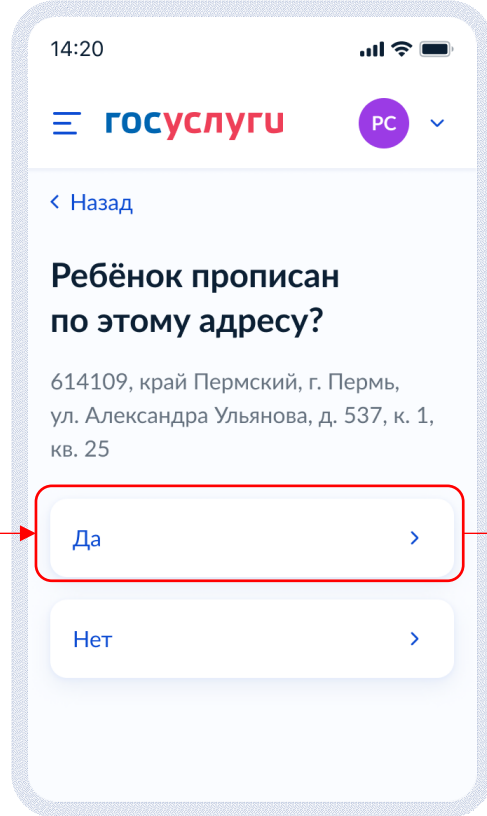 14:20
госуслуги
РС
Назад
Ребёнок прописан
по этому адресу?
614109, край Пермский, г. Пермь,
ул. Александра Ульянова, д. 537, к. 1,
кв. 25
Да
Нет